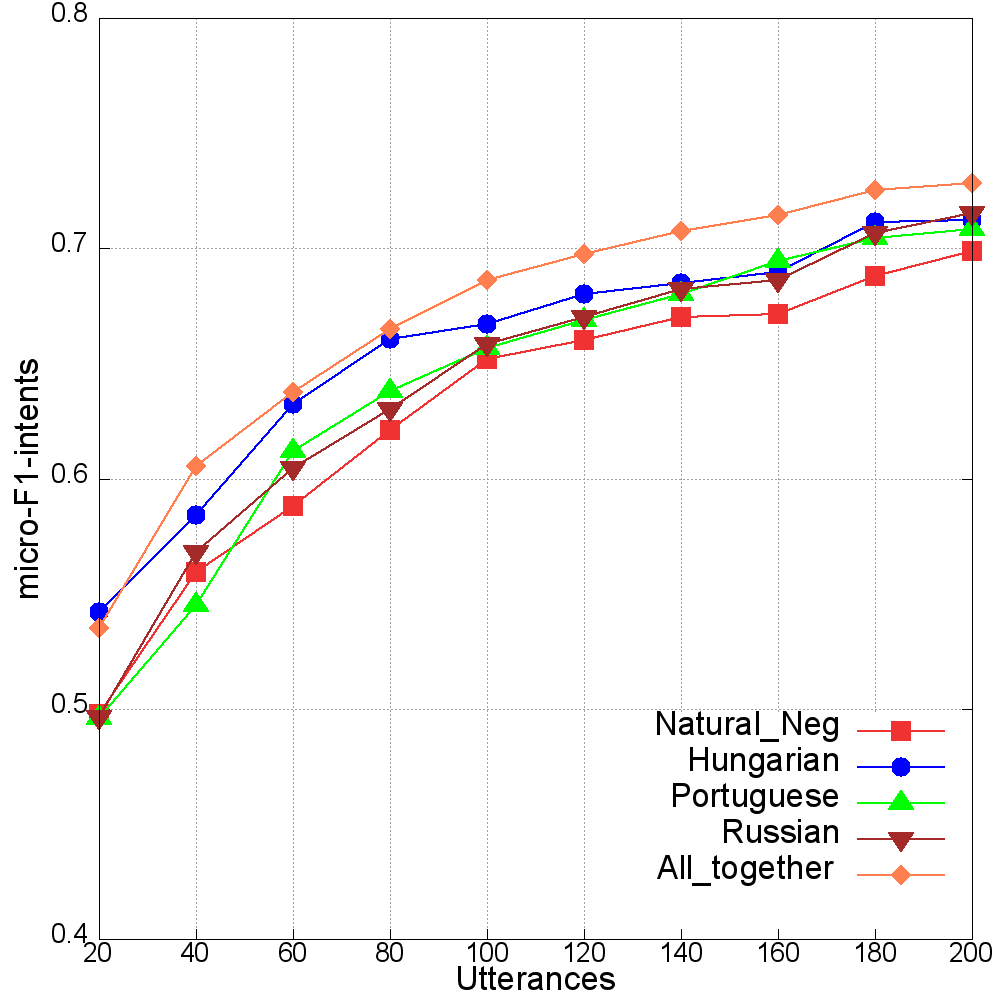 0.8
0.7
0.6
0.5
0.4
micro-F1-intents
Natural_Neg
Hungarian
Portuguese
Russian
All_together
20 40 60 80 100 120 140 160 180 200
Utterances